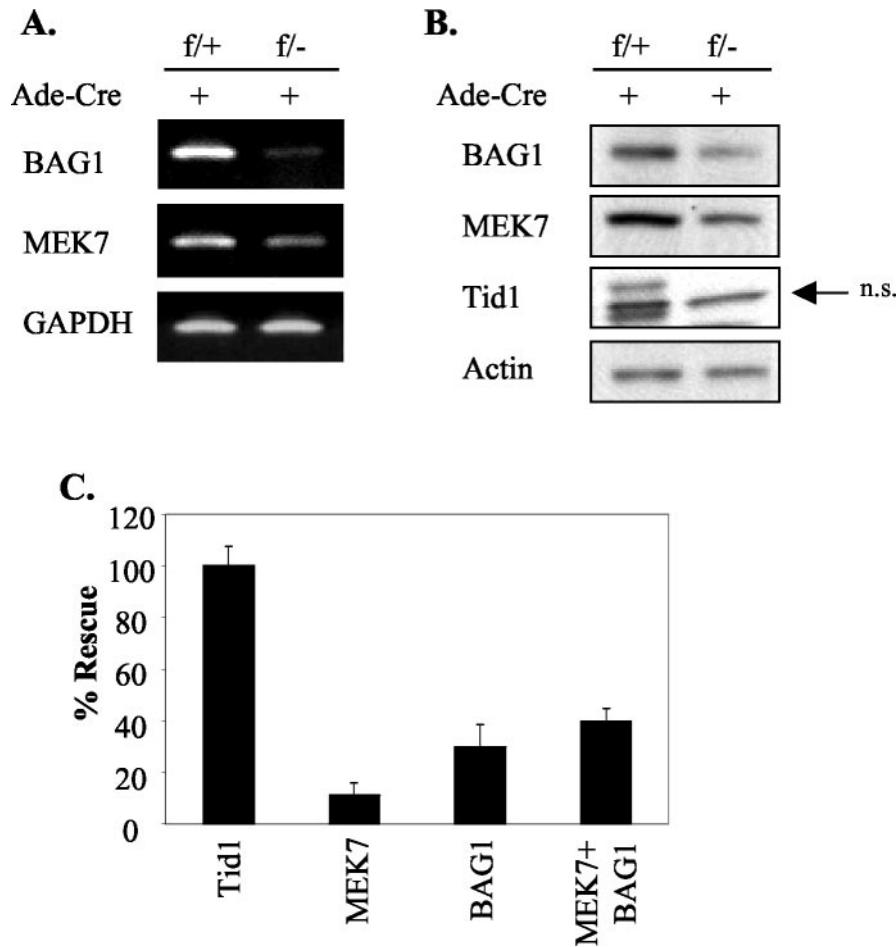 A.
f/+ f/-
Ade-Cre + +
BAG1
MEK7
GAPDH
B.
f/+ f/-
Ade-Cre + +
BAG1
MEK7
Tid1
n.s.
Actin
C.
% Rescue
120
100
80
60
40
20
0
Tid1
MEK7
BAG1
MEK7+
BAG1